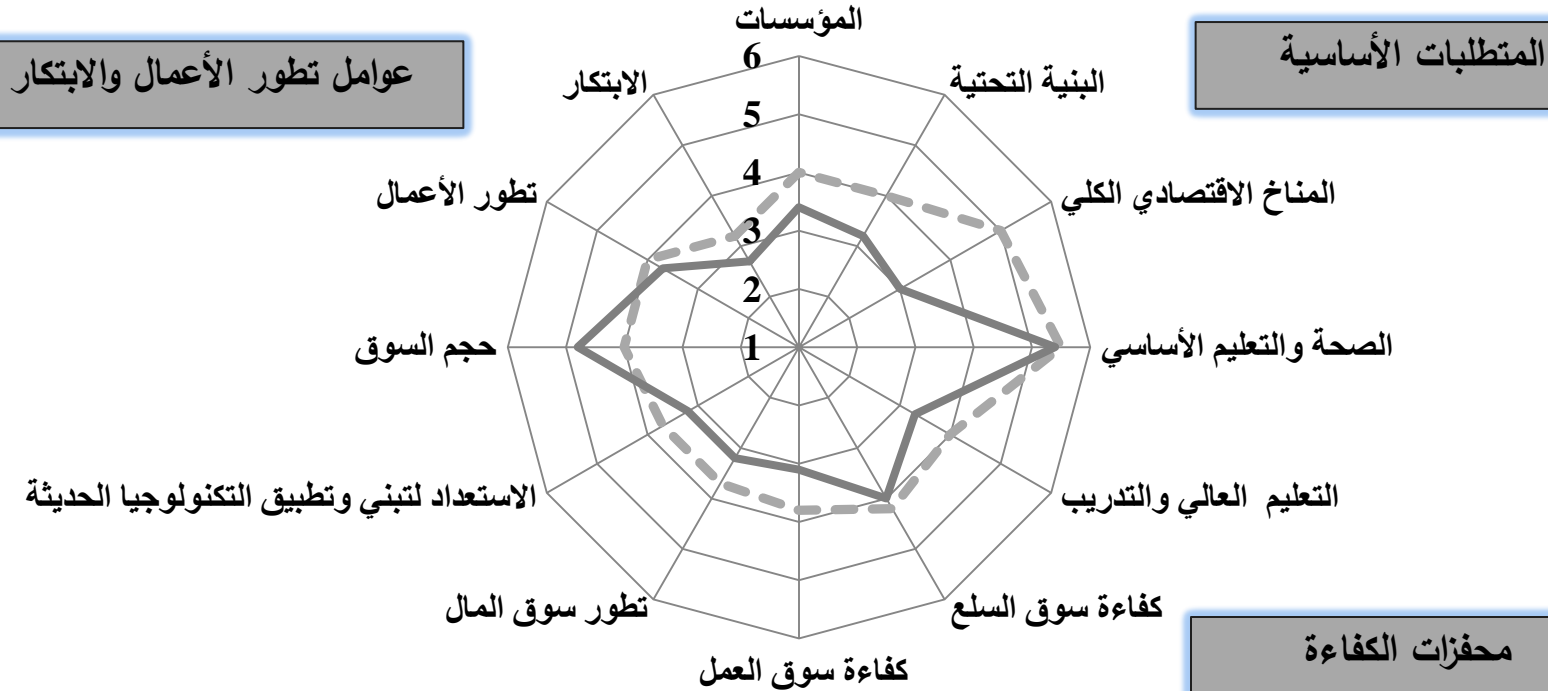 المؤسسات
المتطلبات الأساسية
عوامل تطور الأعمال والابتكار
6
البنية التحتية
الابتكار
5
4
المناخ الاقتصادي الكلي
تطور الأعمال
3
2
الصحة والتعليم الأساسي
1
حجم السوق
التعليم العالي والتدريب
الاستعداد لتبني وتطبيق التكنولوجيا الحديثة
كفاءة سوق السلع
تطور سوق المال
محفزات الكفاءة
كفاءة سوق العمل